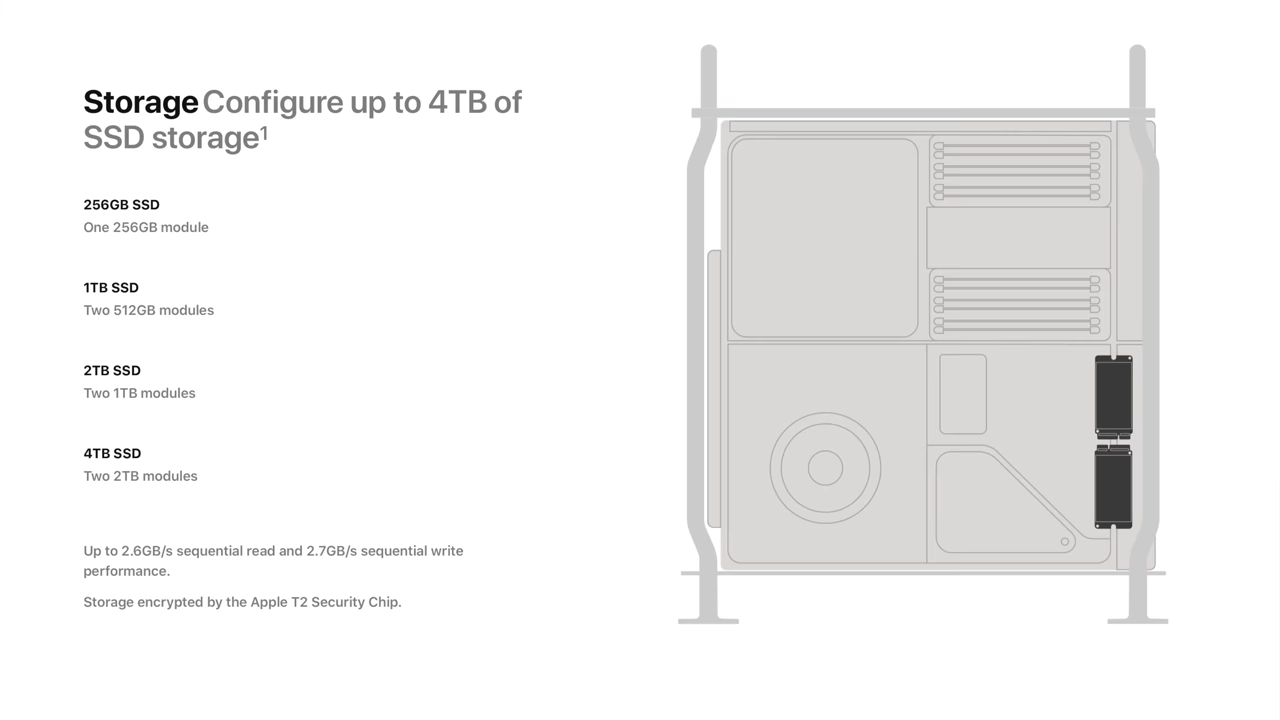 Storage Configure up to 4TB of
SSD storage¹
256GB SSD
One 256GB module
1TB SSD
Two 512GB modules
2TB SSD
Two 1TB modules
4TB SSD
Two 2TB modules
Up to 2.6GB/s sequential read and 2.7GB/s sequential write
performance.
Storage encrypted by the Apple T2 Security Chip.